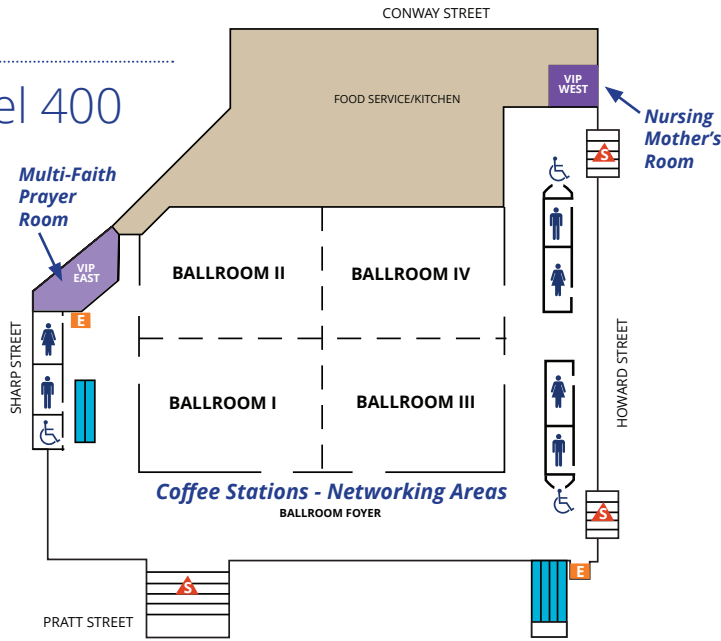 CONWAY STREET
el 400
FOOD SERVICE/KITCHEN
VIP
WEST
Nursing
Mother's
Room
S
Multi-Faith
Prayer
Room
VIP
EAST
E
BALLROOM II
BALLROOM IV
SHARP STREET
HOWARD STREET
BALLROOM I
BALLROOM III
Coffee Stations - Networking Areas
BALLROOM FOYER
S
E
S
PRATT STREET